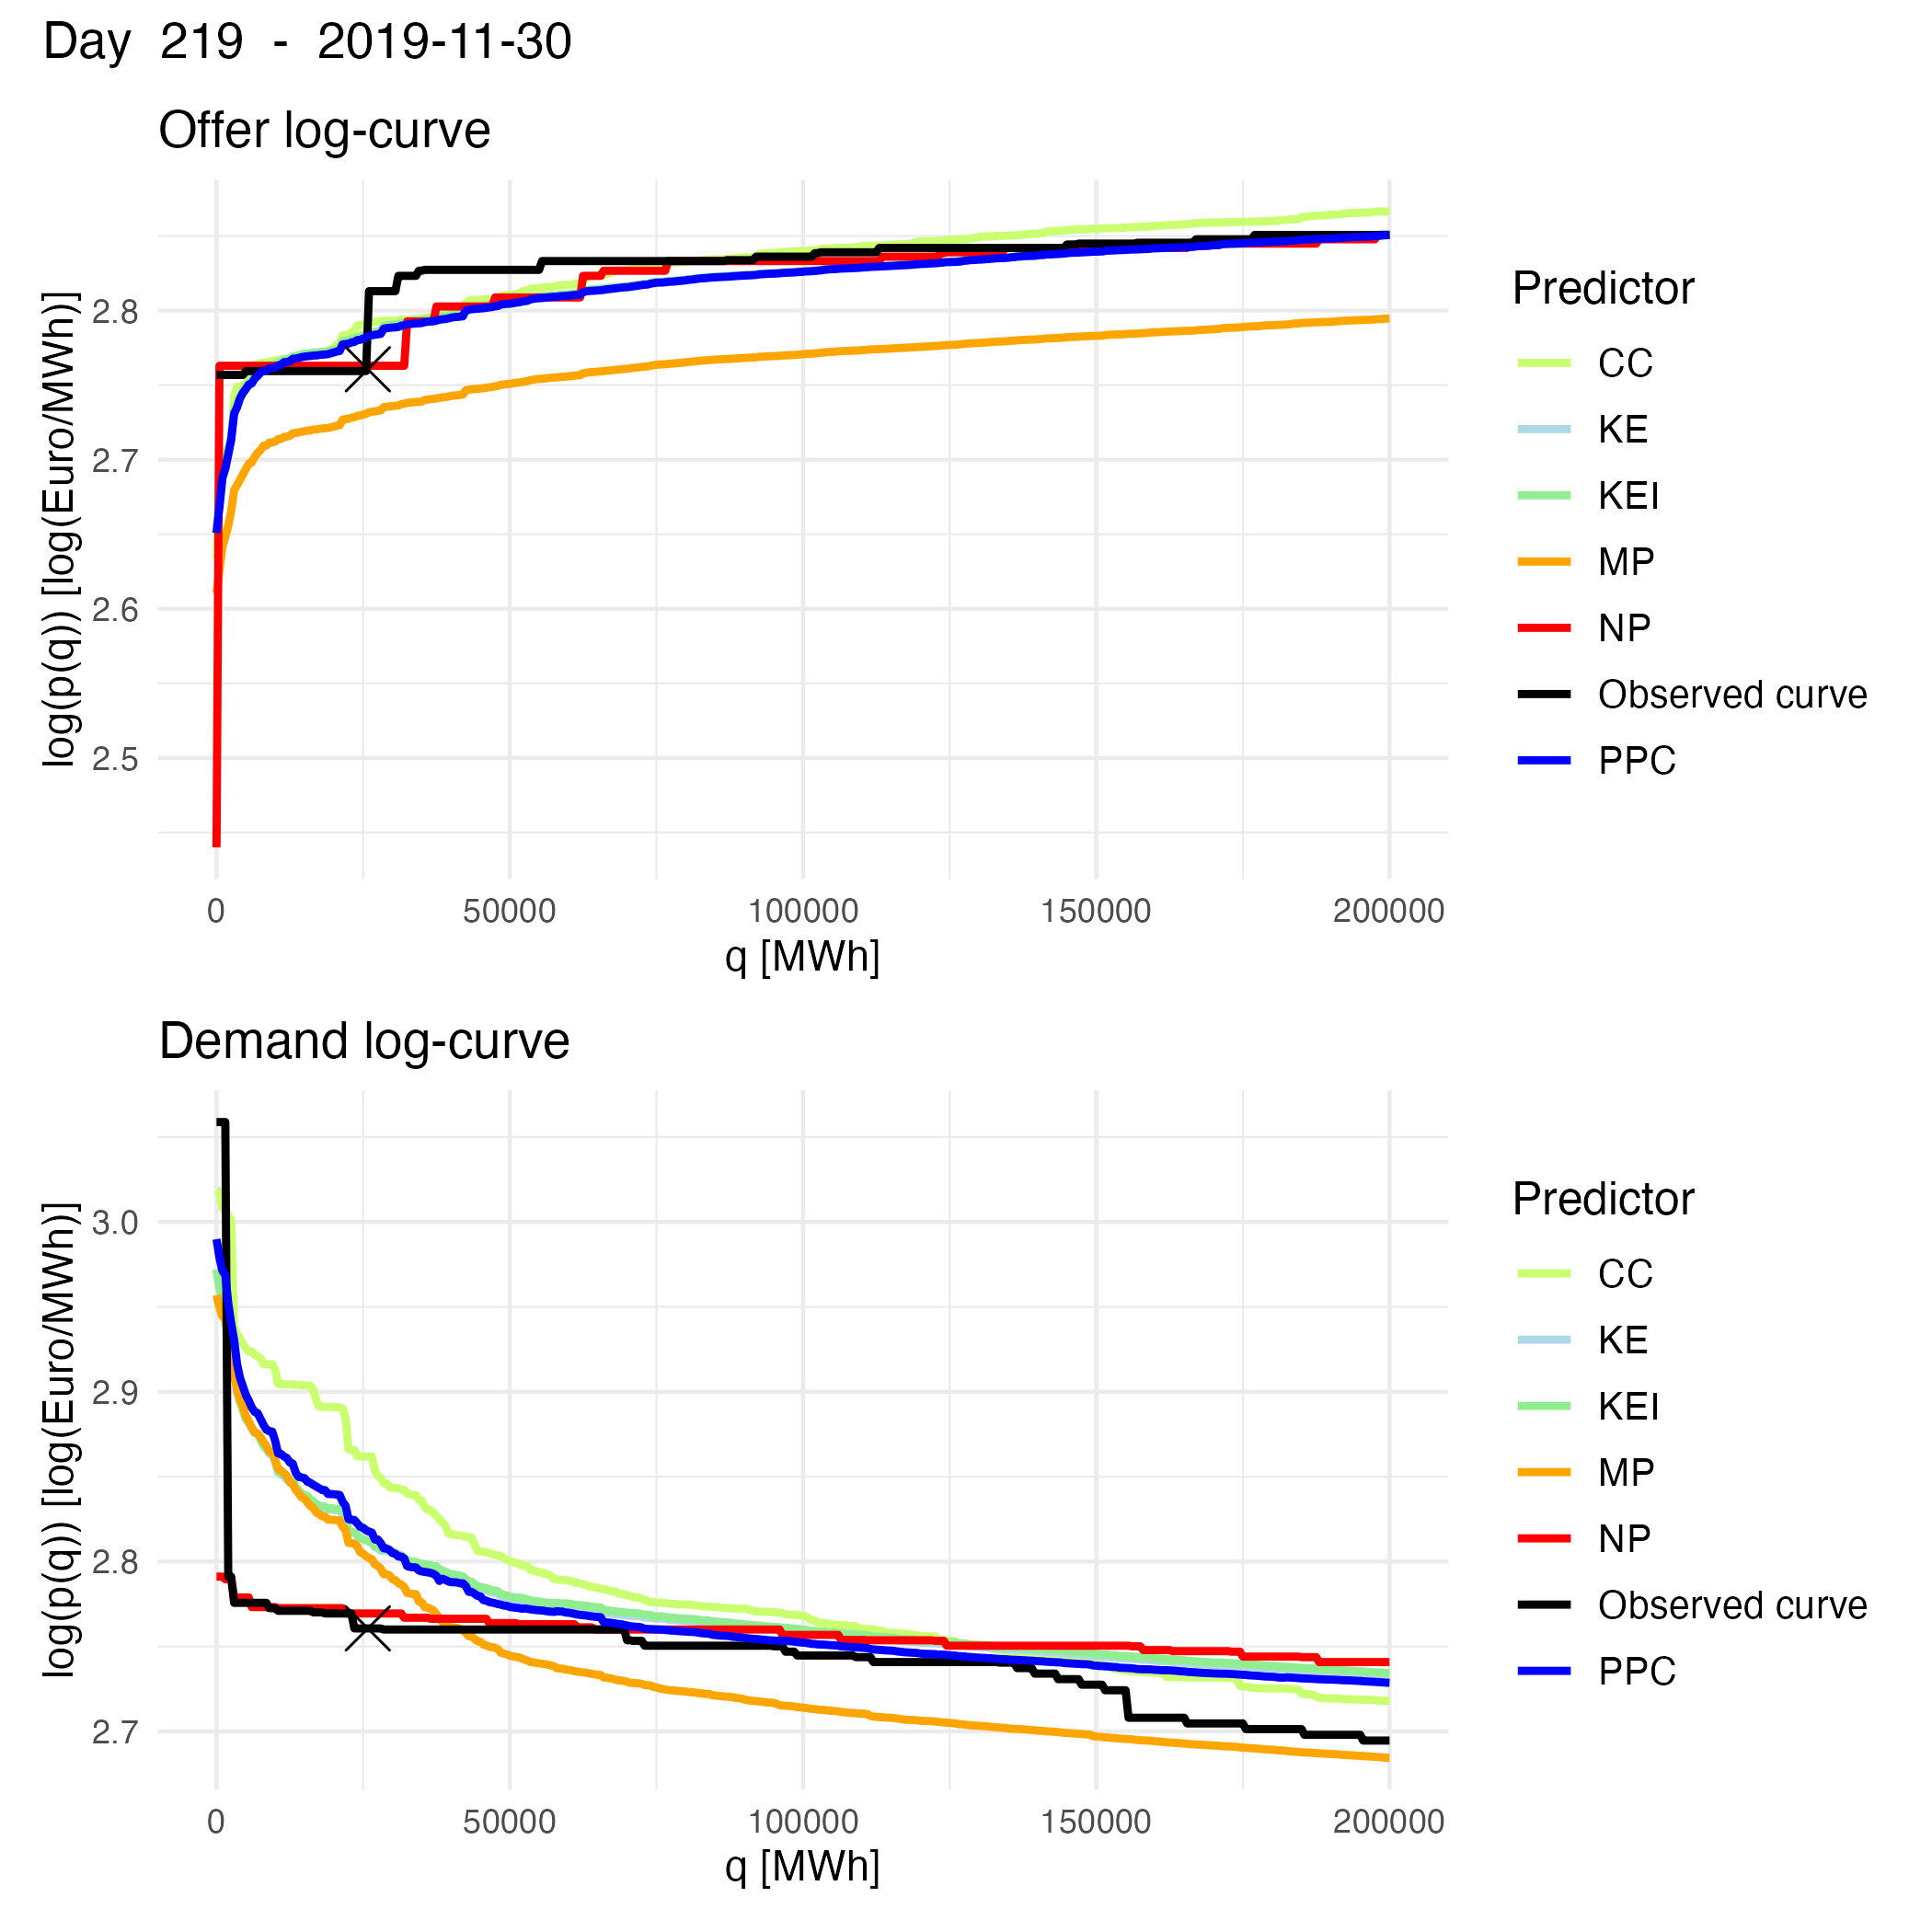 Day 219 - 2019-11-30
Offer log-curve
log(p(q)) [log(Euro/MWh)]
2.8
2.7
2.6
2.5
0 50000 100000 150000 200000
q [MWh]
Predictor
CC
KE
KEI
MP
NP
Observed curve
PPC
Demand log-curve
log(p(q)) [log(Euro/MWh)]
3.0
2.9
2.8
2.7
0 50000 100000 150000 200000
q [MWh]
Predictor
CC
KE
KEI
MP
NP
Observed curve
PPC